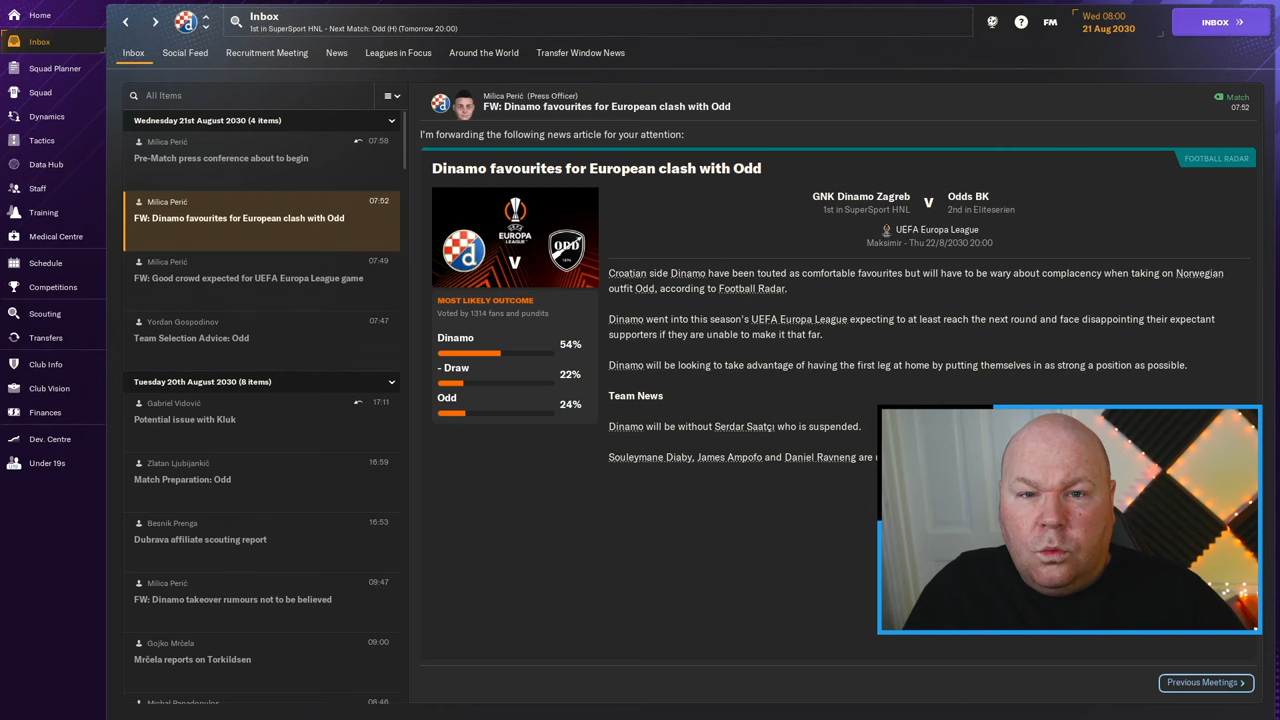 Home
Inbox
Squad Planner
Squad
Dynamics
Tactics
Data Hub
Staff
Training
Medical Centre
Schedule
Competitions
Scouting
Transfers
Club Info
Club Vision
Finances
Dev. Centre
Under 19s
Inbox
1st in SuperSport HNL - Next Match: Odd (H) (Tomorrow 20:00)
FM
Wed 08:00
21 Aug 2030
INBOX
Inbox
Social Feed
Recruitment Meeting
News
Leagues in Focus
Around the World
Transfer Window News
All Items
Wednesday 21st August 2030 (4 items)
Milica Perić 07:58
Pre-Match press conference about to begin
Milica Perić 07:52
FW: Dinamo favourites for European clash with Odd
Milica Perić 07:49
FW: Good crowd expected for UEFA Europa League game
Yordan Gospodinov 07:47
Team Selection Advice: Odd
Tuesday 20th August 2030 (8 items)
Gabriel Vidović 17:11
Potential issue with Kluk
Zlatan Ljubijankič 16:59
Match Preparation: Odd
Besnik Prenga 16:53
Dubrava affiliate scouting report
Milica Perić 09:47
FW: Dinamo takeover rumours not to be believed
Gojko Mrčela 09:00
Mrčela reports on Torkildsen
Milica Perić (Press Officer)
FW: Dinamo favourites for European clash with Odd
Match
07:52
I'm forwarding the following news article for your attention:
FOOTBALL RADAR
Dinamo favourites for European clash with Odd
EUROPA
LEAGUE
V
ODD
MOST LIKELY OUTCOME
Voted by 1314 fans and pundits
Dinamo
54%
- Draw
22%
Odd
24%
GNK Dinamo Zagreb V Odds BK
1st in SuperSport HNL 2nd in Eliteserien
UEFA Europa League
Maksimir - Thu 22/8/2030 20:00
Croatian side Dinamo have been touted as comfortable favourites but will have to be wary about complacency when taking on Norwegian
outfit Odd, according to Football Radar.
Dinamo went into this season's UEFA Europa League expecting to at least reach the next round and face disappointing their expectant
supporters if they are unable to make it that far.
Dinamo will be looking to take advantage of having the first leg at home by putting themselves in as strong a position as possible.
Team News
Dinamo will be without Serdar Saatçı who is suspended.
Souleymane Diaby, James Ampofo and Daniel Ravneng are
Previous Meetings